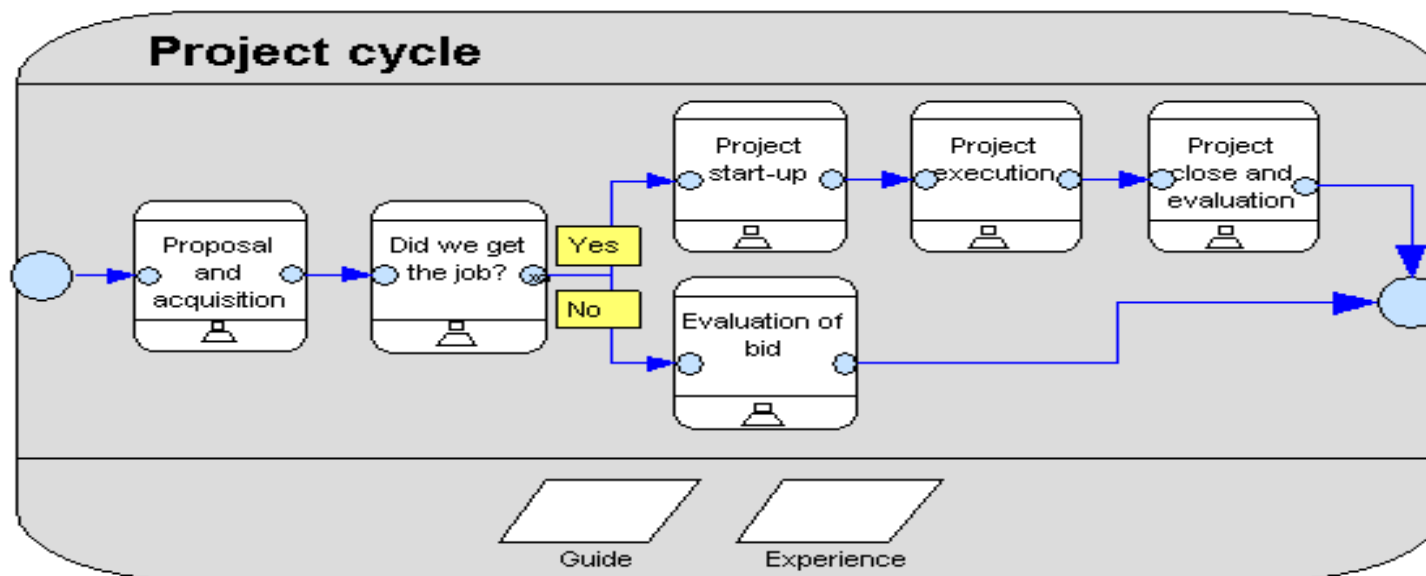 Project cycle
Proposal
and
acquisition
Did we get
the job?
Yes
No
Project
start-up
Project
execution
Project
close and
evaluation
Evaluation of
bid
Guide
Experience